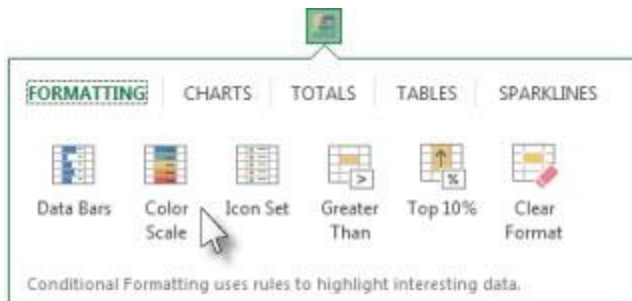 FORMATTING CHARTS TOTALS TABLES SPARKLINES
Data Bars Color Scale Icon Set Greater Than Top 10% Clear Format
Conditional Formatting uses rules to highlight interesting data.